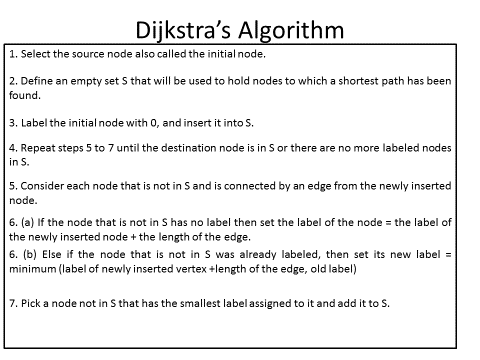 Dijkstra's Algorithm
1. Select the source node also called the initial node.
2. Define an empty set S that will be used to hold nodes to which a shortest path has been
found.
3. Label the initial node with 0, and insert it into S.
4. Repeat steps 5 to 7 until the destination node is in S or there are no more labeled nodes
in S.
5. Consider each node that is not in S and is connected by an edge from the newly inserted
node.
6. (a) If the node that is not in S has no label then set the label of the node = the label of
the newly inserted node + the length of the edge.
6. (b) Else if the node that is not in S was already labeled, then set its new label =
minimum (label of newly inserted vertex +length of the edge, old label)
7. Pick a node not in S that has the smallest label assigned to it and add it to S.